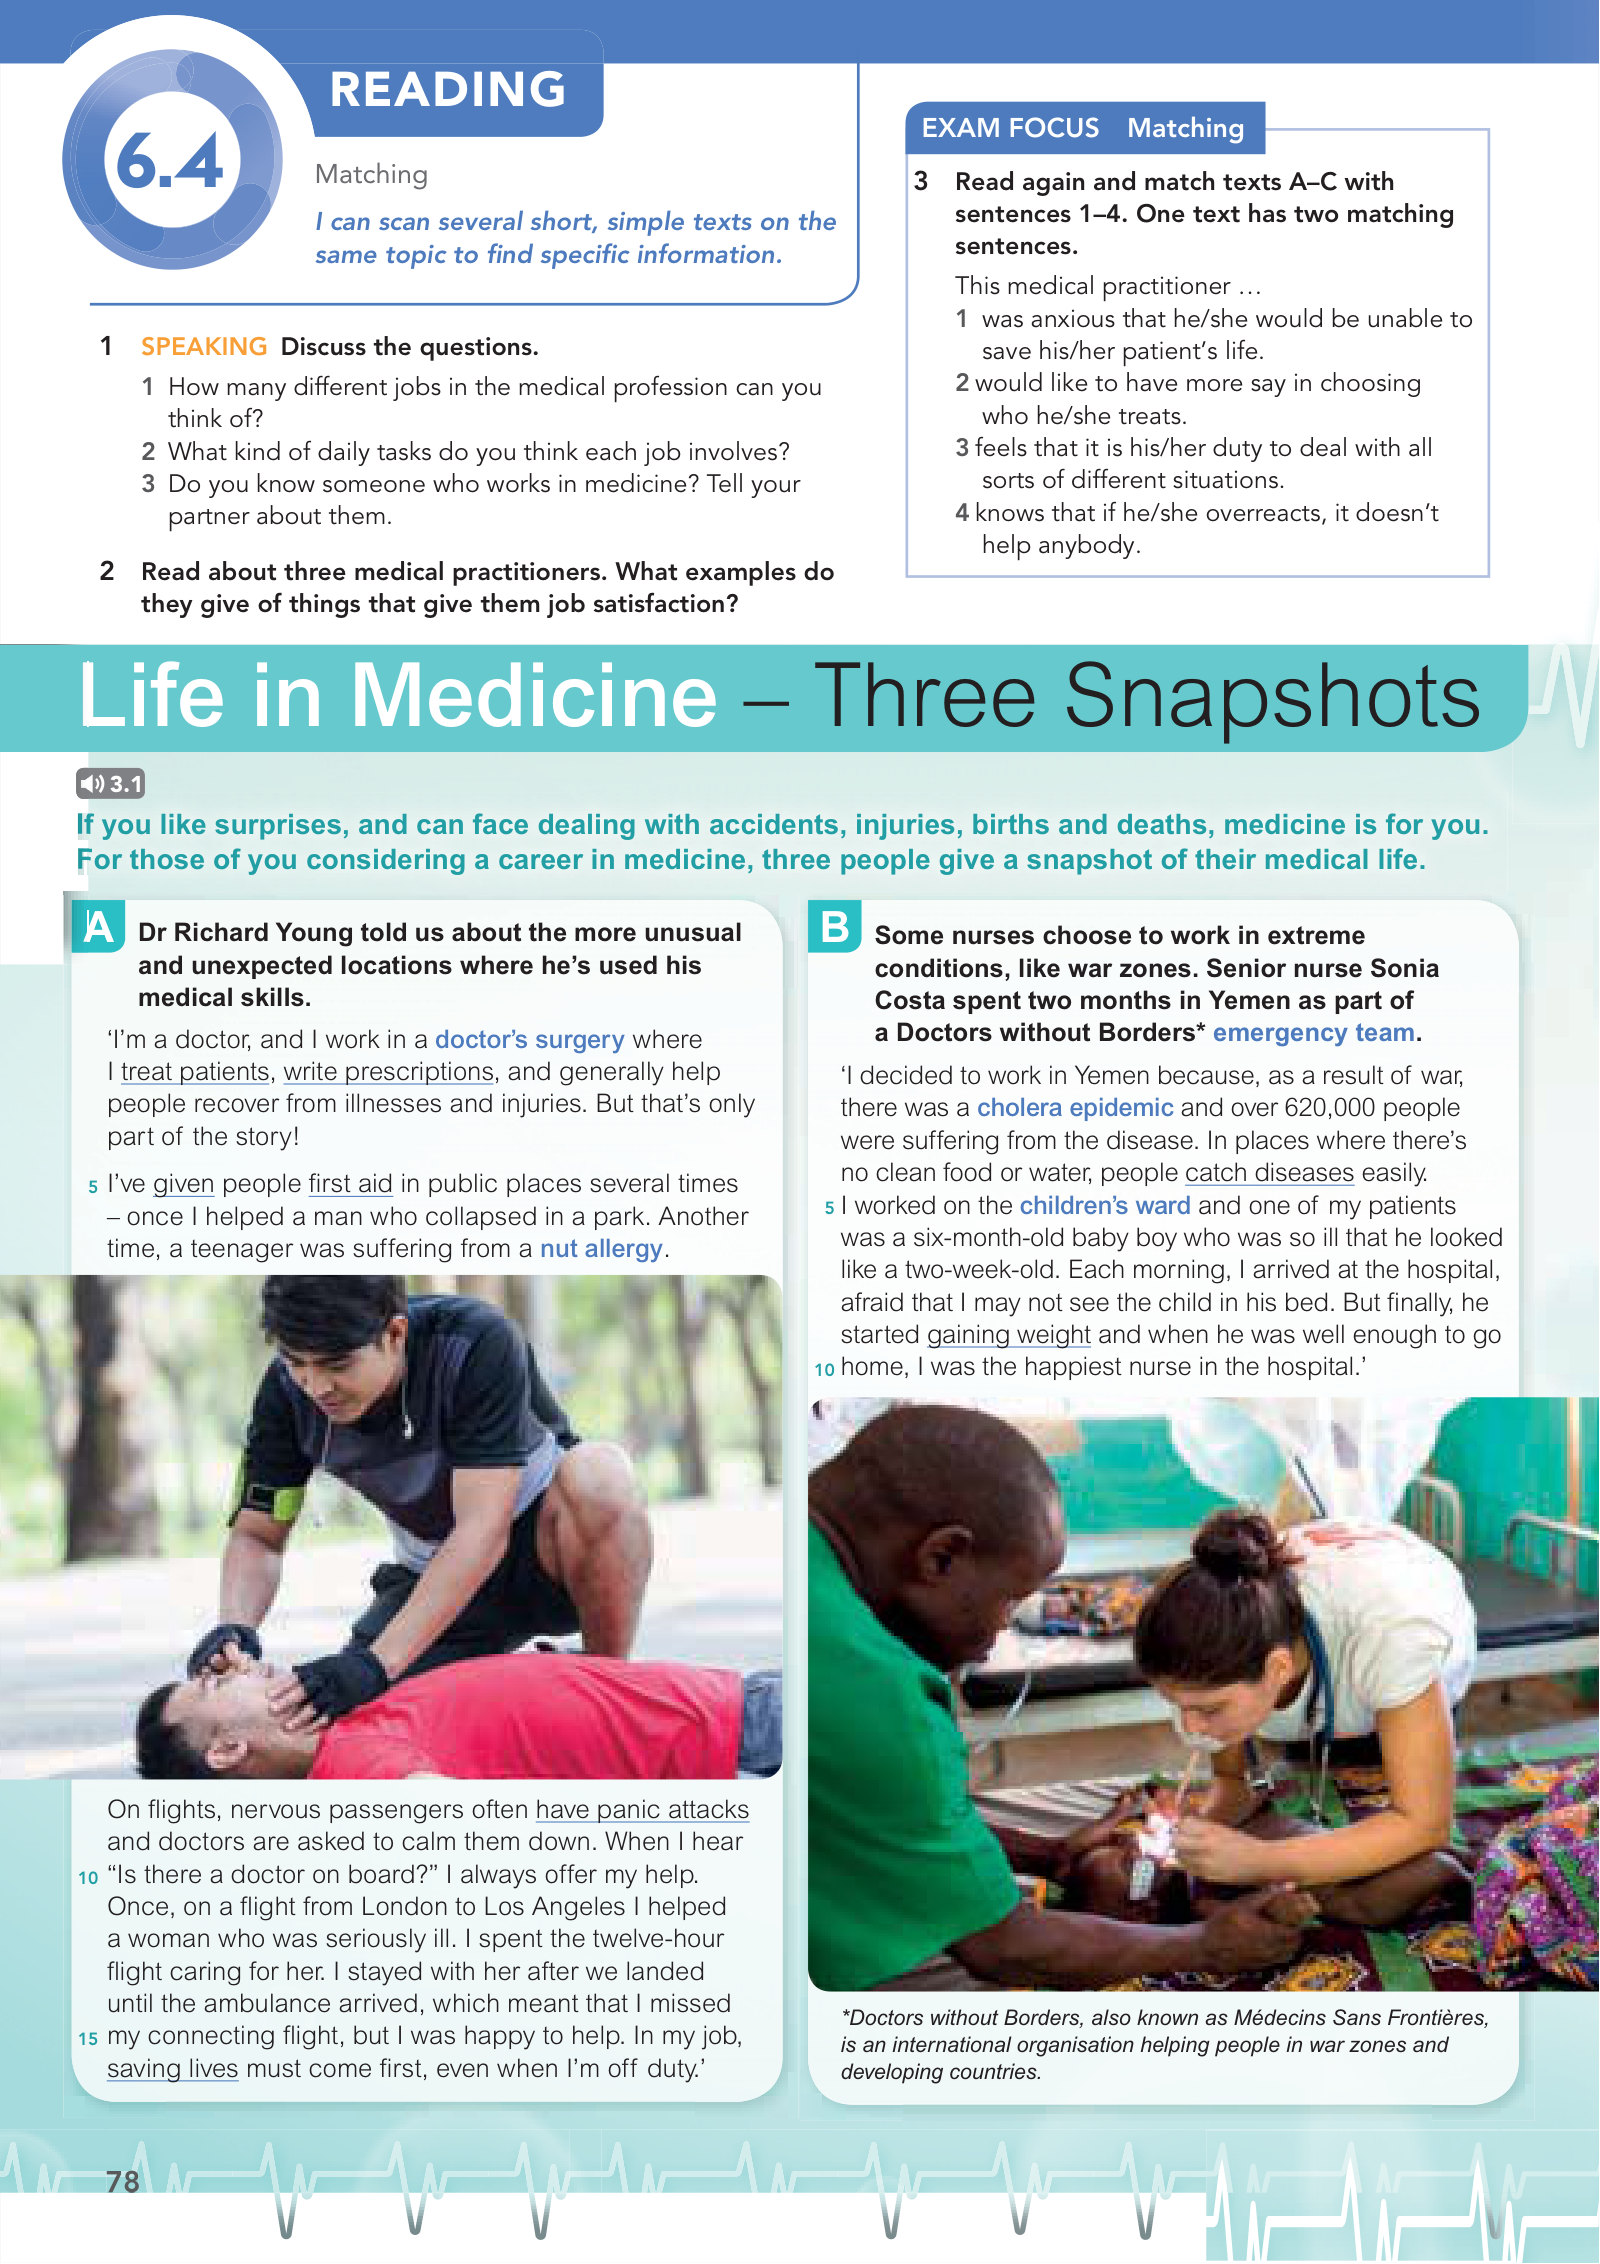 READING
6.4
Matching
I can scan several short, simple texts on the
same topic to find specific information.
1 SPEAKING Discuss the questions.
1 How many different jobs in the medical profession can you
think of?
2 What kind of daily tasks do you think each job involves?
3 Do you know someone who works in medicine? Tell your
partner about them.
2 Read about three medical practitioners. What examples do
they give of things that give them job satisfaction?
EXAM FOCUS Matching
3 Read again and match texts A–C with
sentences 1–4. One text has two matching
sentences.
This medical practitioner …
1 was anxious that he/she would be unable to
save his/her patient's life.
2 would like to have more say in choosing
who he/she treats.
3 feels that it is his/her duty to deal with all
sorts of different situations.
4 knows that if he/she overreacts, it doesn't
help anybody.
Life in Medicine – Three Snapshots
3.1
If you like surprises, and can face dealing with accidents, injuries, births and deaths, medicine is for you.
For those of you considering a career in medicine, three people give a snapshot of their medical life.
A Dr Richard Young told us about the more unusual
and unexpected locations where he's used his
medical skills.
'I'm a doctor, and I work in a doctor's surgery where
I treat patients, write prescriptions, and generally help
people recover from illnesses and injuries. But that's only
part of the story!
5 I've given people first aid in public places several times
– once I helped a man who collapsed in a park. Another
time, a teenager was suffering from a nut allergy.
On flights, nervous passengers often have panic attacks
and doctors are asked to calm them down. When I hear
10 "Is there a doctor on board?" I always offer my help.
Once, on a flight from London to Los Angeles I helped
a woman who was seriously ill. I spent the twelve-hour
flight caring for her. I stayed with her after we landed
until the ambulance arrived, which meant that I missed
15 my connecting flight, but I was happy to help. In my job,
saving lives must come first, even when I'm off duty.'
B Some nurses choose to work in extreme
conditions, like war zones. Senior nurse Sonia
Costa spent two months in Yemen as part of
a Doctors without Borders* emergency team.
'I decided to work in Yemen because, as a result of war,
there was a cholera epidemic and over 620,000 people
were suffering from the disease. In places where there's
no clean food or water, people catch diseases easily.
5 I worked on the children's ward and one of my patients
was a six-month-old baby boy who was so ill that he looked
like a two-week-old. Each morning, I arrived at the hospital,
afraid that I may not see the child in his bed. But finally, he
started gaining weight and when he was well enough to go
10 home, I was the happiest nurse in the hospital.'
*Doctors without Borders, also known as Médecins Sans Frontières,
is an international organisation helping people in war zones and
developing countries.
78